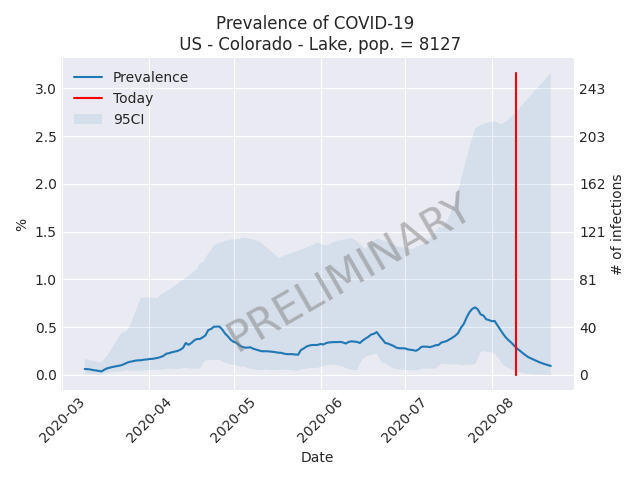 Prevalence of COVID-19
US - Colorado - Lake, pop. = 8127
Prevalence
Today
95CI
PRELIMINARY
%
3.0
2.5
2.0
1.5
1.0
0.5
0.0
243
203
162
121
81
40
0
# of infections
2020-03
2020-04
2020-05
2020-06
2020-07
2020-08
Date